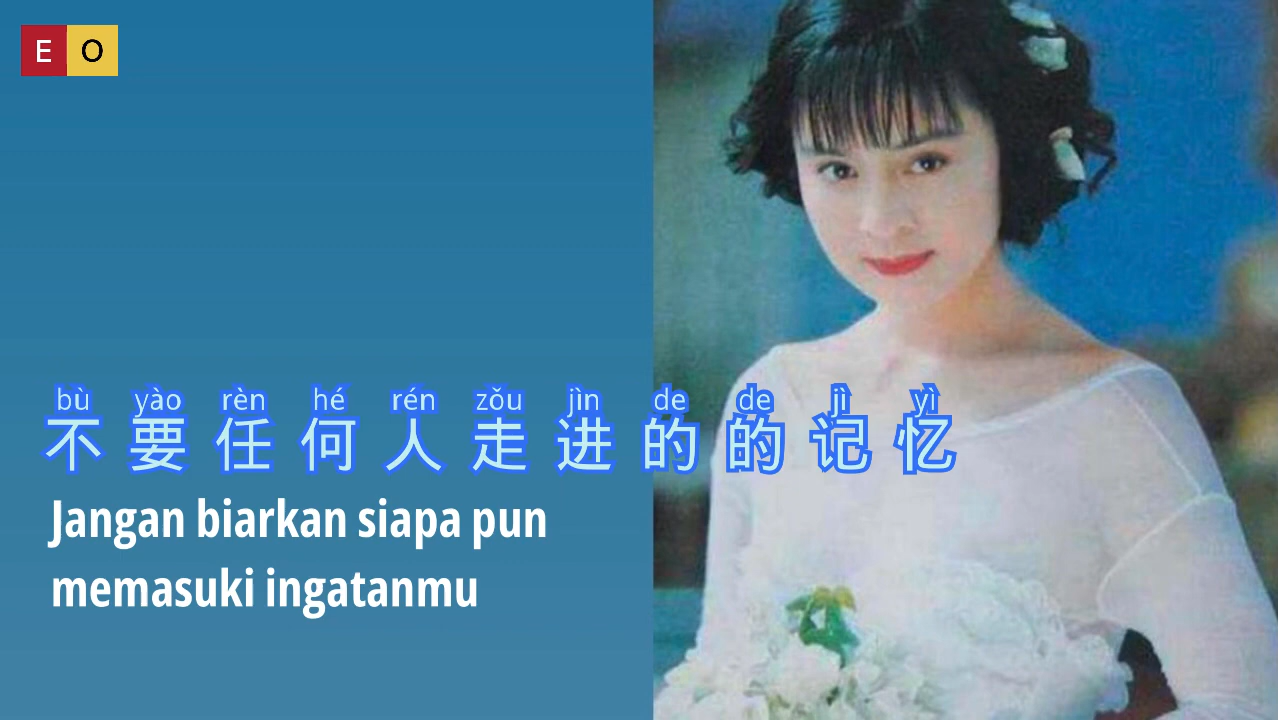 E O
bù yào rèn hé rén zǒu jìn de de jì yì
不要任何人走进的的记忆
Jangan biarkan siapa pun
memasuki ingatanmu